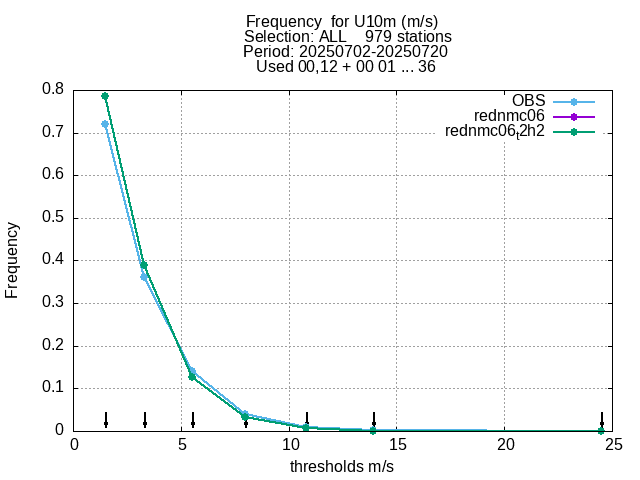 Frequency  for U10m (m/s)
Selection: ALL    979 stations
Period: 20250702-20250720
Used 00,12 + 00 01 ... 36
OBS
rednmc06
rednmc06t2h2
Frequency
0.8
0.7
0.6
0.5
0.4
0.3
0.2
0.1
0
0 5 10 15 20 25
thresholds m/s